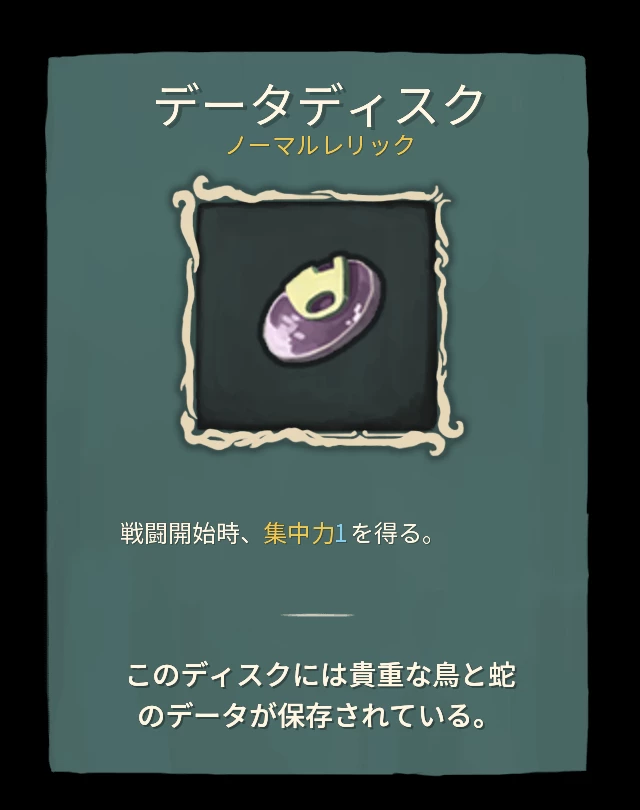 データディスク
ノーマルレリック
戦闘開始時、集中力1を得る。
このディスクには貴重な鳥と蛇
のデータが保存されている。